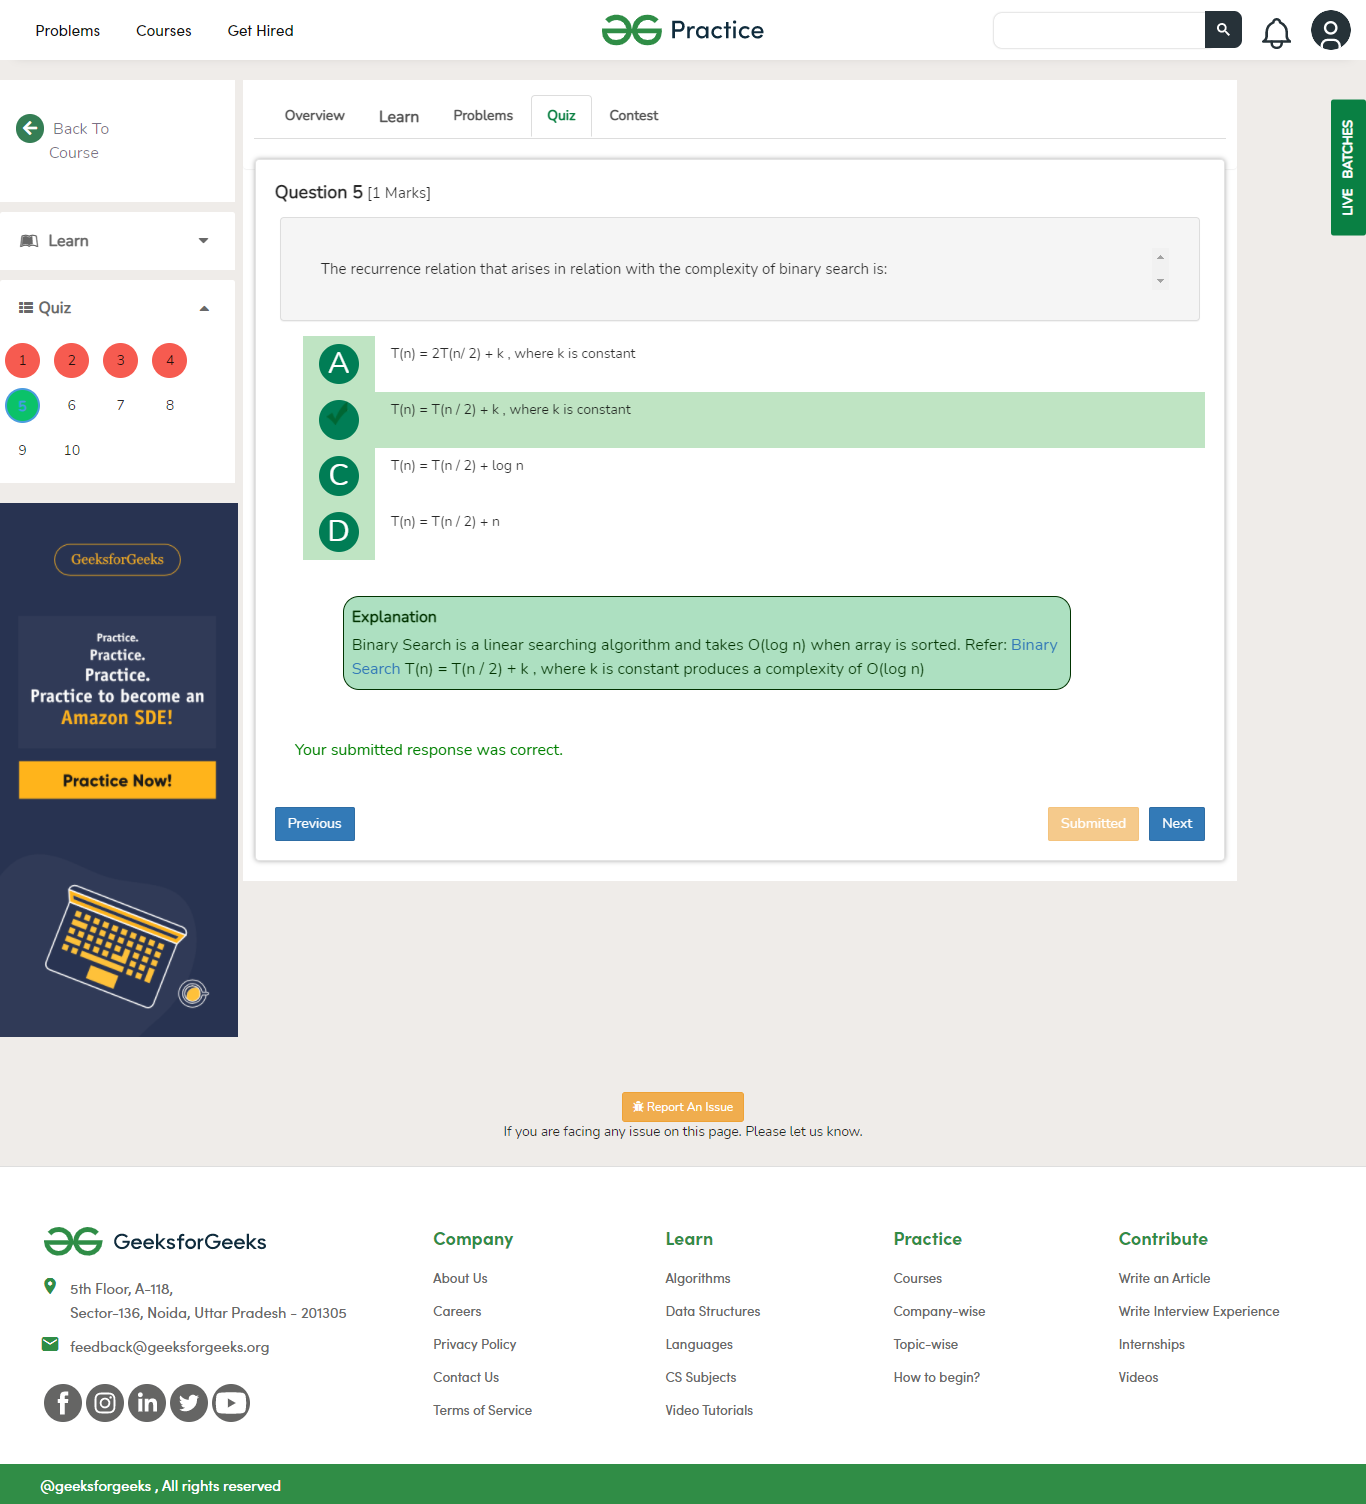 Problems
Courses
Get Hired
Practice
Back To
Course
Learn
Quiz
1
2
3
4
5
6
7
8
9
10
GeeksforGeeks
Practice.
Practice.
Practice.
Practice to become an
Amazon SDE!
Practice Now!
Overview
Learn
Problems
Quiz
Contest
LIVE BATCHES
Question 5 [1 Marks]
The recurrence relation that arises in relation with the complexity of binary search is:
A
T(n) = 2T(n/ 2) + k , where k is constant
T(n) = T(n / 2) + k , where k is constant
C
T(n) = T(n / 2) + log n
D
T(n) = T(n / 2) + n
Explanation
Binary Search is a linear searching algorithm and takes O(log n) when array is sorted. Refer: Binary
Search T(n) = T(n / 2) + k , where k is constant produces a complexity of O(log n)
Your submitted response was correct.
Previous
Submitted
Next
Report An Issue
If you are facing any issue on this page. Please let us know.
GeeksforGeeks
5th Floor, A-118,
Sector-136, Noida, Uttar Pradesh - 201305
feedback@geeksforgeeks.org
Company
About Us
Careers
Privacy Policy
Contact Us
Terms of Service
Learn
Algorithms
Data Structures
Languages
CS Subjects
Video Tutorials
Practice
Courses
Company-wise
Topic-wise
How to begin?
Contribute
Write an Article
Write Interview Experience
Internships
Videos
@geeksforgeeks , All rights reserved